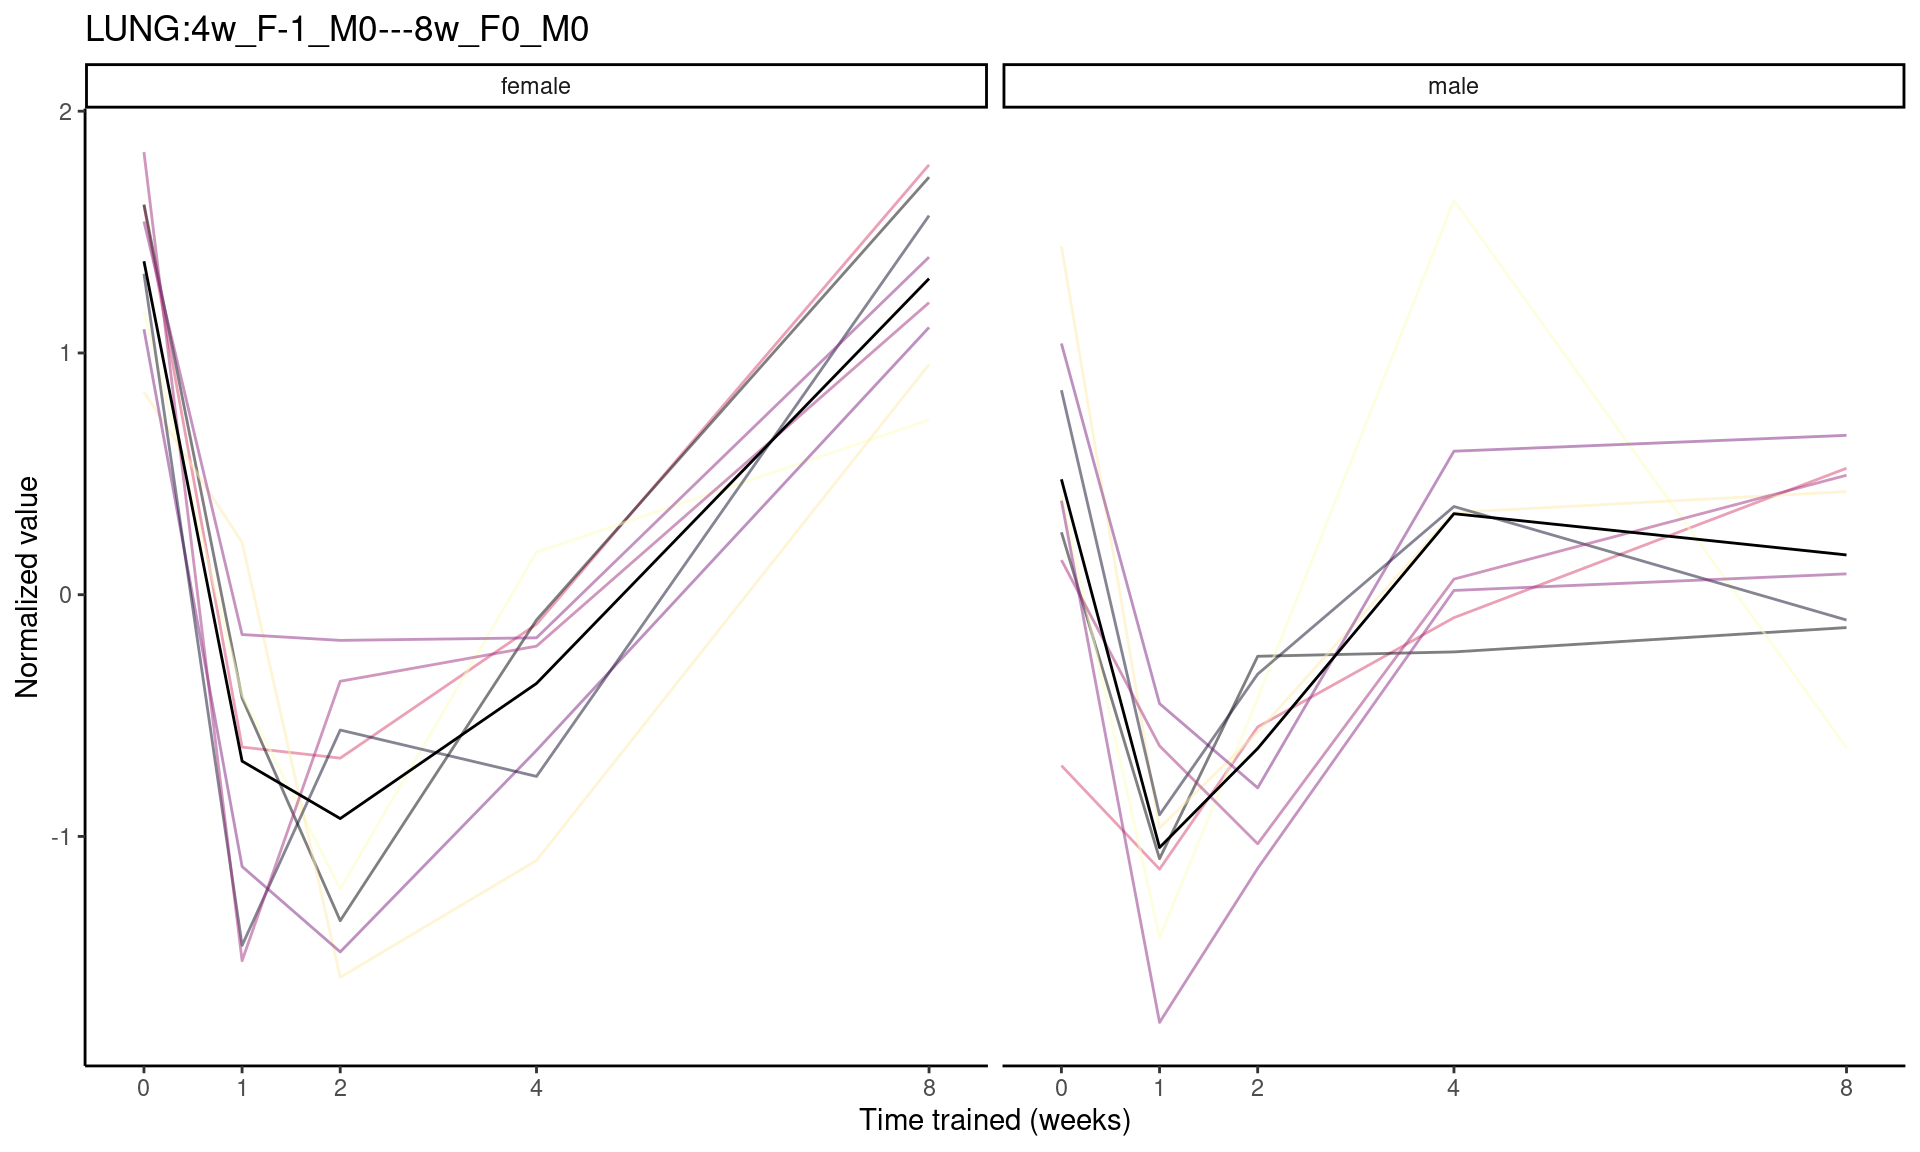 LUNG:4w_F-1_M0---8w_F0_M0
female
male
Normalized value
2
1
0
-1
0 1 2 4 8
0 1 2 4 8
Time trained (weeks)